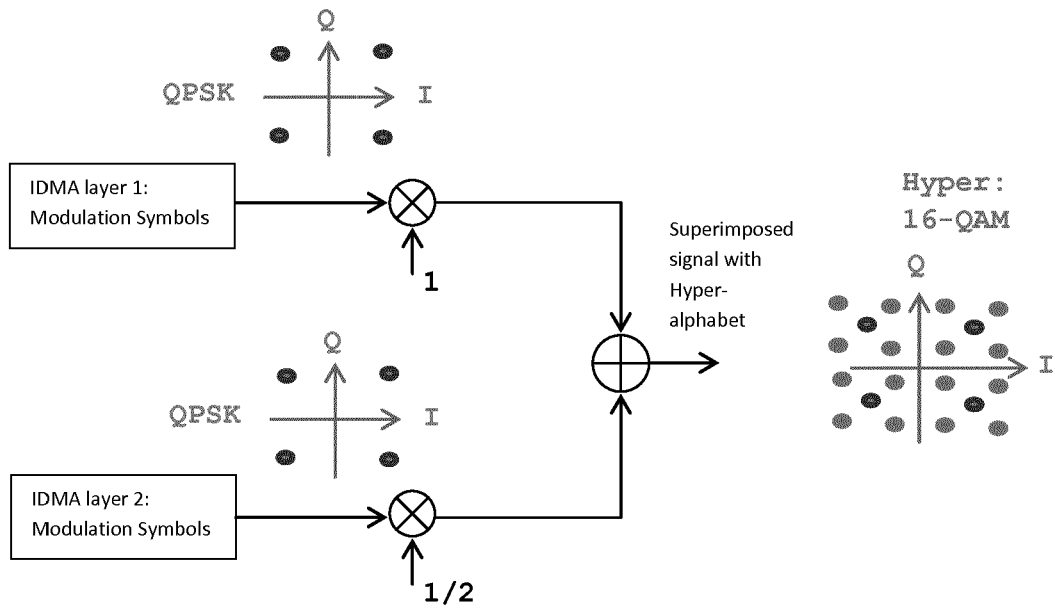 Q
QPSK
I
IDMA layer 1:
Modulation Symbols
1
Superimposed
signal with
Hyper-
alphabet
Hyper:
16-QAM
Q
I
Q
QPSK
I
IDMA layer 2:
Modulation Symbols
1/2